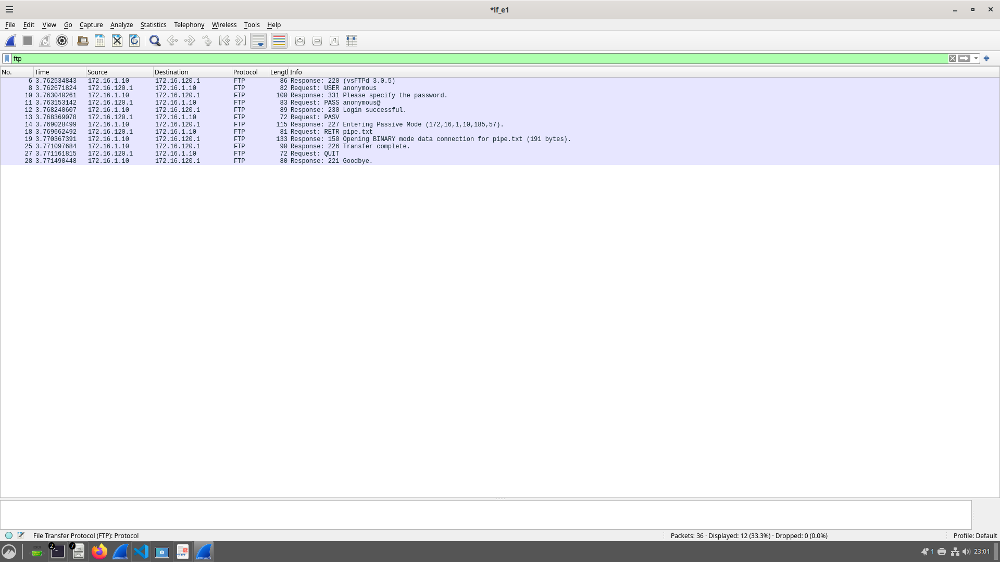 *if_e1
File Edit View Go Capture Analyze Statistics Telephony Wireless Tools Help
ftp
No. Time Source Destination Protocol Lengtl Info
6 3.762534843 172.16.1.10 172.16.120.1 FTP 86 Response: 220 (vsFTPd 3.0.5)
8 3.762671824 172.16.120.1 172.16.1.10 FTP 82 Request: USER anonymous
10 3.763040261 172.16.1.10 172.16.120.1 FTP 100 Response: 331 Please specify the password.
11 3.763153142 172.16.120.1 172.16.1.10 FTP 83 Request: PASS anonymous@
12 3.768240607 172.16.1.10 172.16.120.1 FTP 89 Response: 230 Login successful.
13 3.768369078 172.16.120.1 172.16.1.10 FTP 72 Request: PASV
14 3.769028499 172.16.1.10 172.16.120.1 FTP 115 Response: 227 Entering Passive Mode (172,16,1,10,185,57).
18 3.769662492 172.16.120.1 172.16.1.10 FTP 81 Request: RETR pipe.txt
19 3.770367391 172.16.1.10 172.16.120.1 FTP 133 Response: 150 Opening BINARY mode data connection for pipe.txt (191 bytes).
25 3.771097684 172.16.1.10 172.16.120.1 FTP 90 Response: 226 Transfer complete.
27 3.771161815 172.16.120.1 172.16.1.10 FTP 72 Request: QUIT
28 3.771490448 172.16.1.10 172.16.120.1 FTP 80 Response: 221 Goodbye.
File Transfer Protocol (FTP): Protocol Packets: 36 · Displayed: 12 (33.3%) · Dropped: 0 (0.0%) Profile: Default
2 7 1 23:01